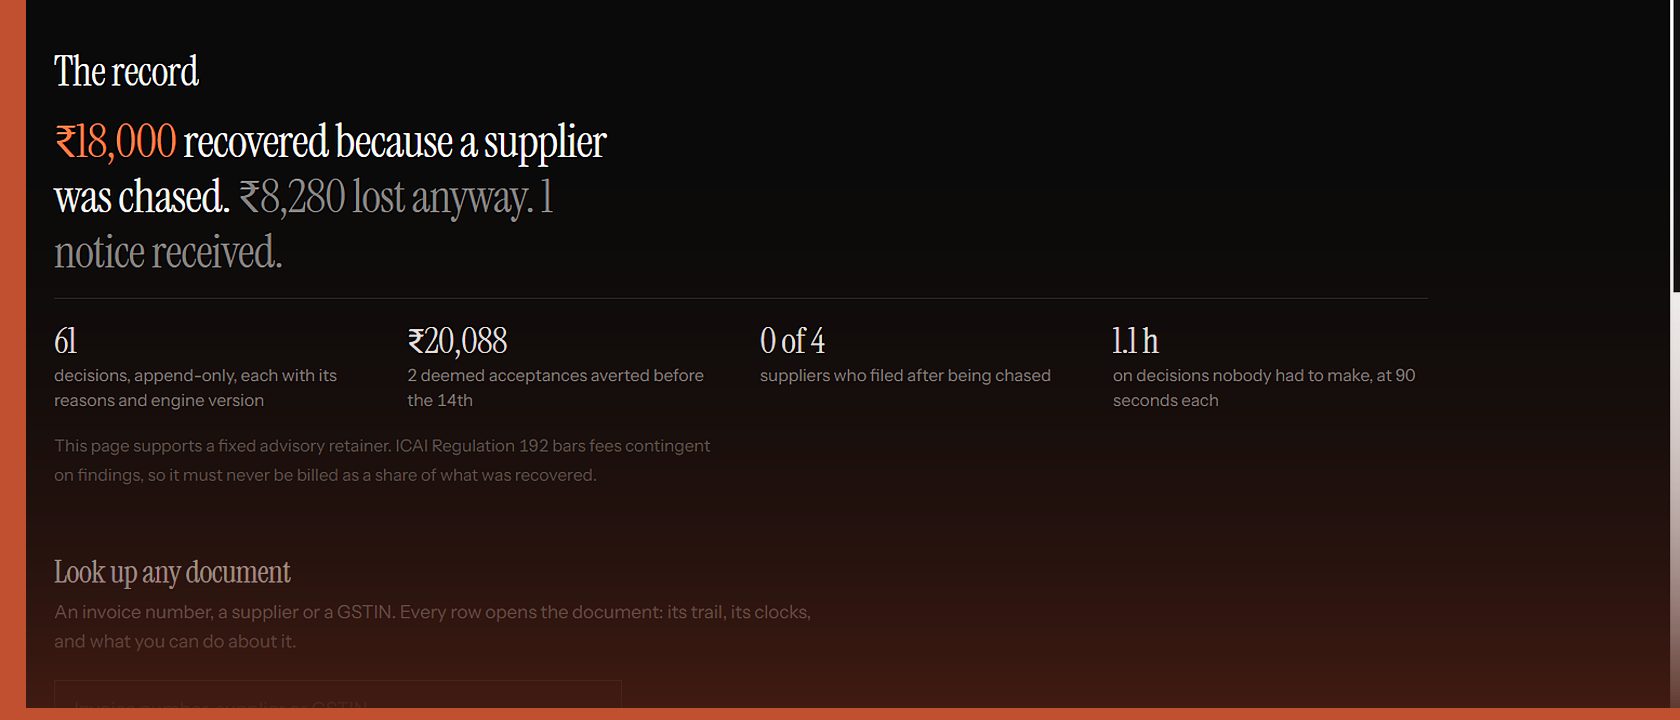 The record
₹18,000 recovered because a supplier
was chased. ₹8,280 lost anyway. 1
notice received.
61
decisions, append-only, each with its
reasons and engine version
₹20,088
2 deemed acceptances averted before
the 14th
0 of 4
suppliers who filed after being chased
1.1 h
on decisions nobody had to make, at 90
seconds each
This page supports a fixed advisory retainer. ICAI Regulation 192 bars fees contingent
on findings, so it must never be billed as a share of what was recovered.
Look up any document
An invoice number, a supplier or a GSTIN. Every row opens the document: its trail, its clocks,
and what you can do about it.
Invoice number, supplier or GSTIN